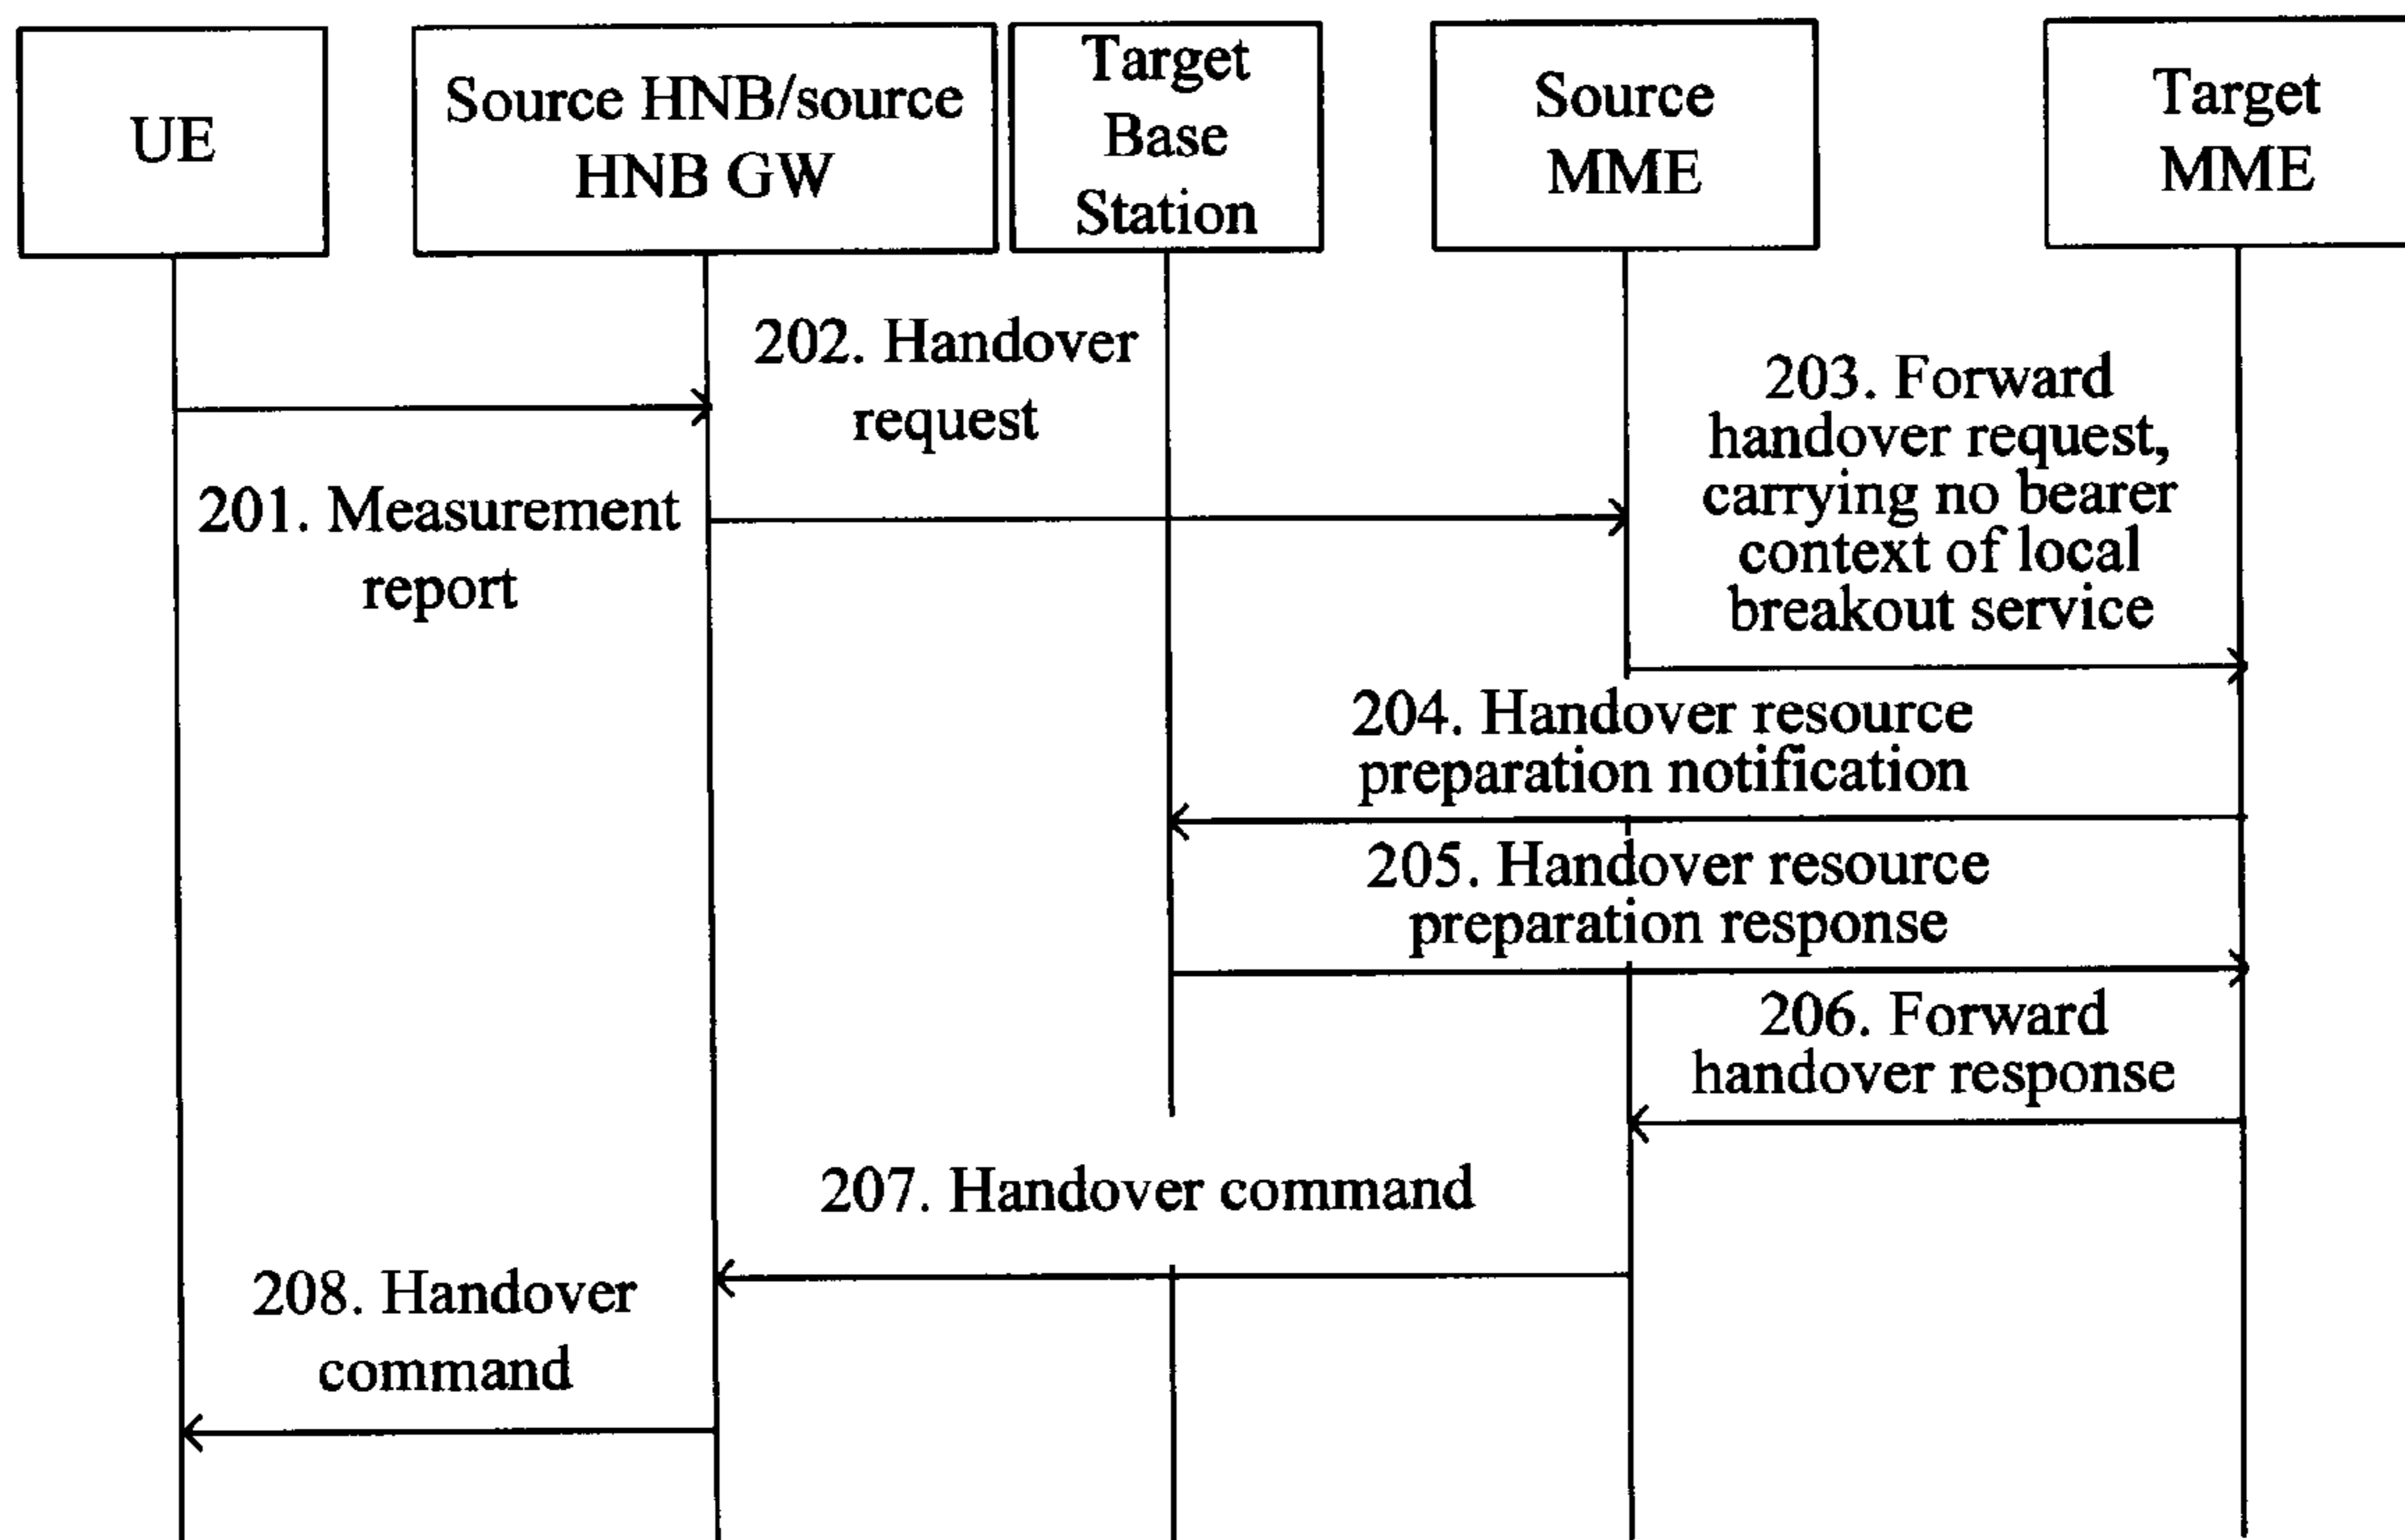 UE
Source HNB/source
HNB GW
Target
Base
Station
Source
MME
Target
MME
202. Handover
request
203. Forward
handover request,
carrying no bearer
context of local
breakout service
201. Measurement
report
204. Handover resource
preparation notification
205. Handover resource
preparation response
206. Forward
handover response
207. Handover command
208. Handover
command